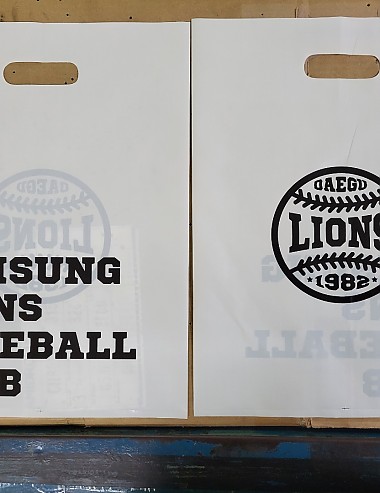 MSUNG
NS
EBALL
B
DAEGU
LIONS
1982